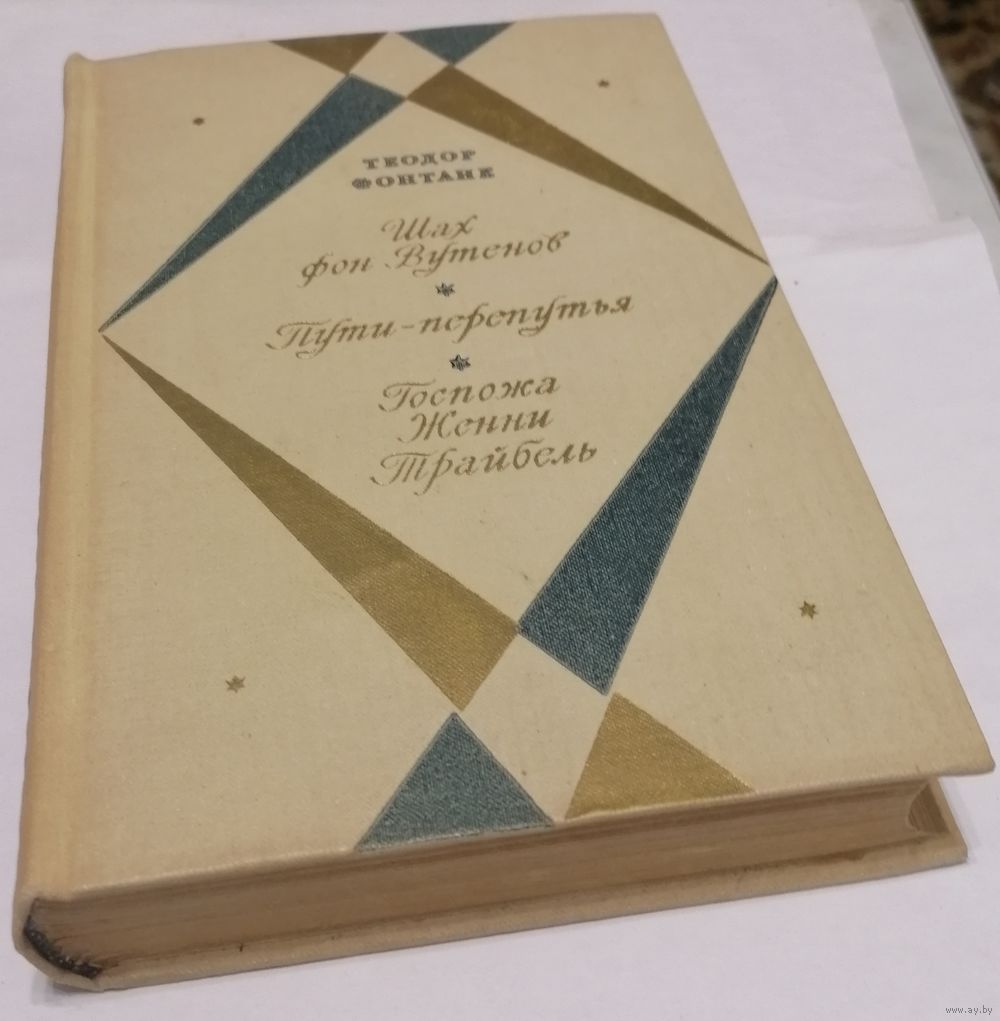 ТЕОДОР
ФОНТАНЕ
Шах
фон Вутенов
Пути-перепутья
Госпожа
Женни
Трайбель
www.ay.by